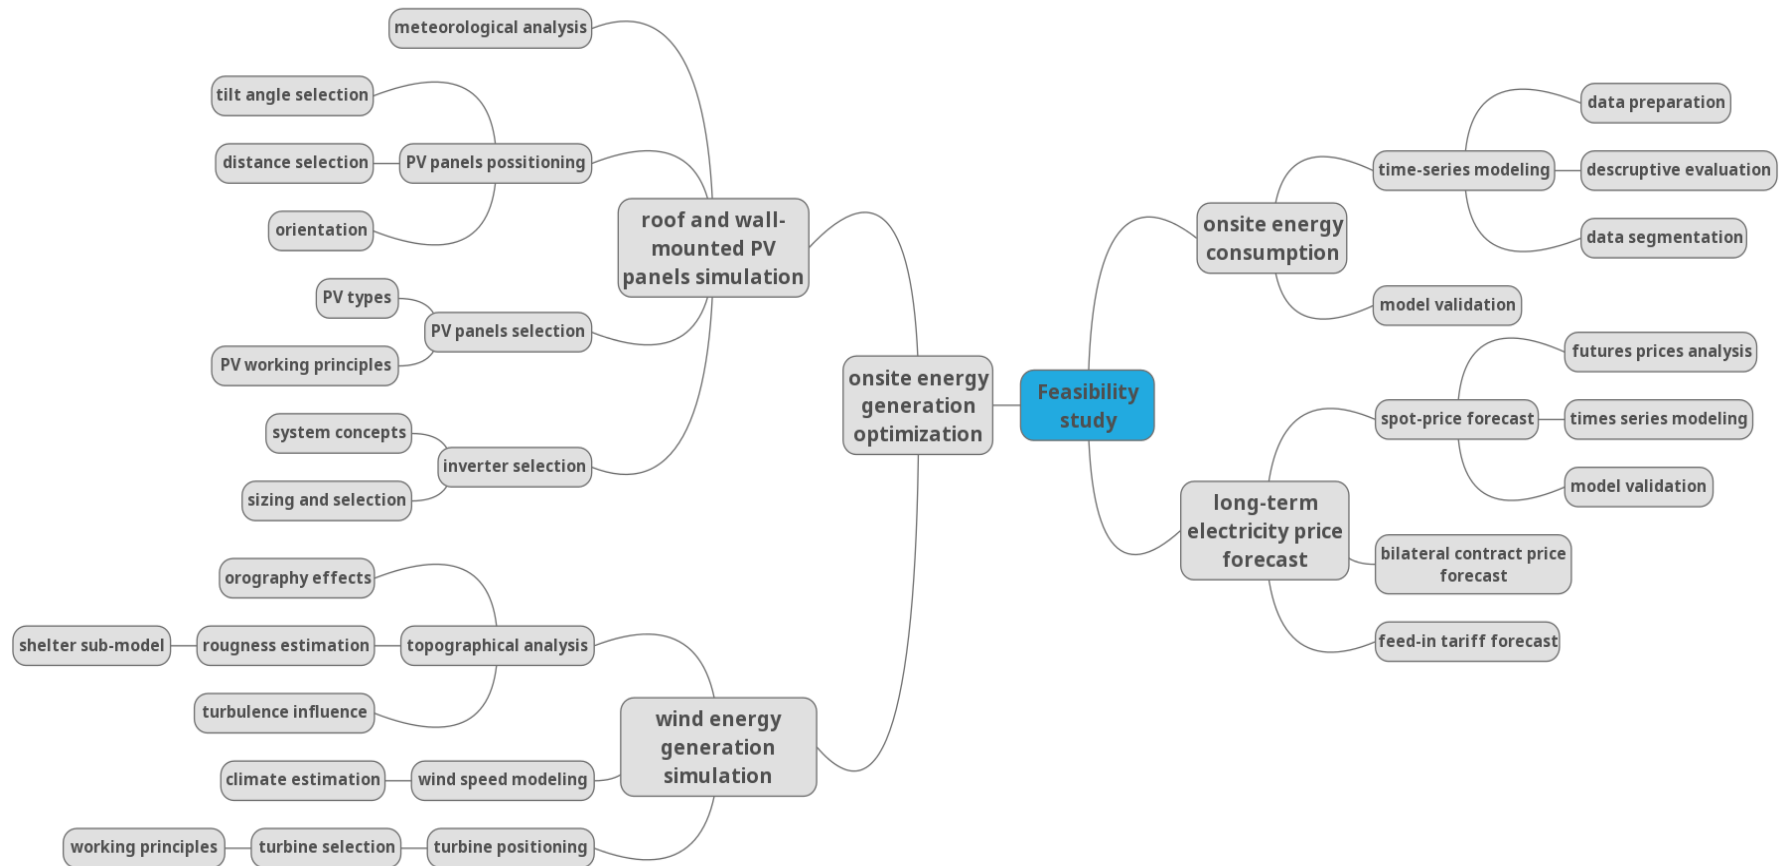 meteorological analysis
tilt angle selection
distance selection
PV panels possitioning
orientation
roof and wall-
mounted PV
panels simulation
PV types
PV panels selection
PV working principles
system concepts
inverter selection
sizing and selection
onsite energy
generation
optimization
orography effects
shelter sub-model
rougness estimation
topographical analysis
turbulence influence
wind energy
generation
simulation
climate estimation
wind speed modeling
working principles
turbine selection
turbine positioning
Feasibility
study
onsite energy
consumption
time-series modeling
data preparation
descruptive evaluation
data segmentation
model validation
long-term
electricity price
forecast
spot-price forecast
futures prices analysis
times series modeling
model validation
bilateral contract price
forecast
feed-in tariff forecast